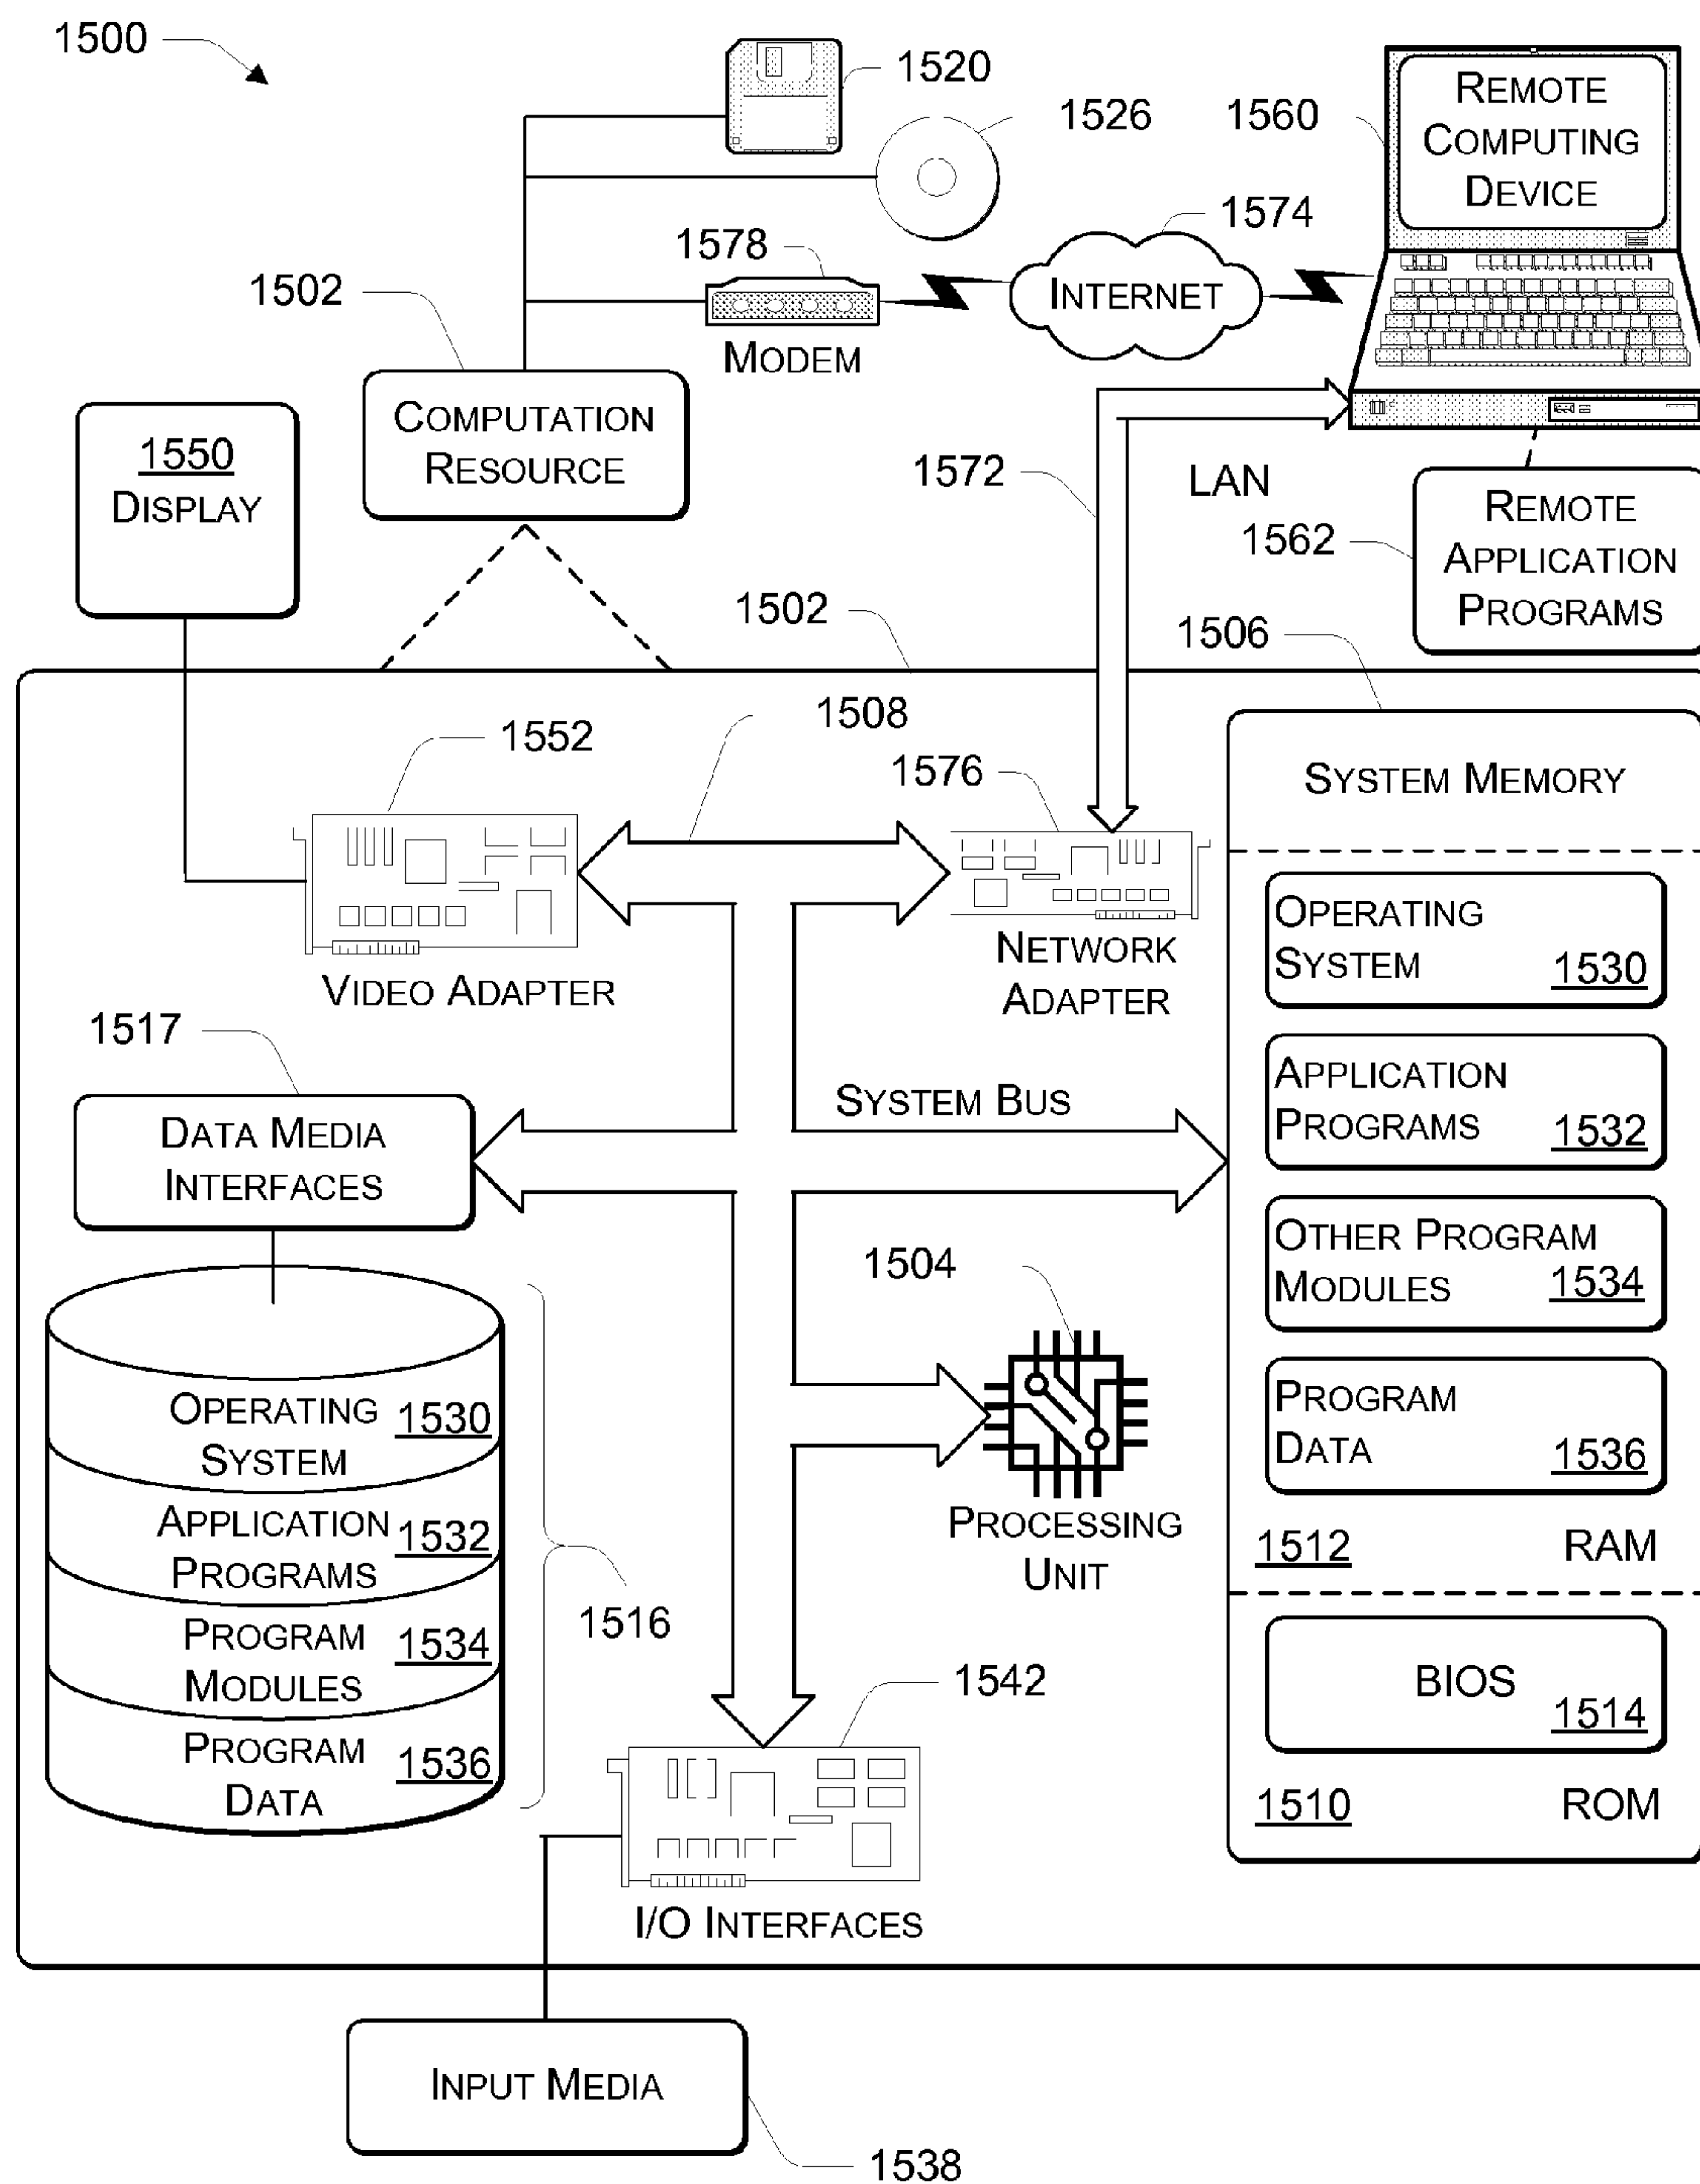 1500
1520
1526
1560
REMOTE
COMPUTING
DEVICE
1574
1578
INTERNET
1502
MODEM
COMPUTATION
RESOURCE
1550
DISPLAY
1572
LAN
REMOTE
APPLICATION
PROGRAMS
1562
1502
1506
1508
1552
1576
SYSTEM MEMORY
VIDEO ADAPTER
NETWORK
ADAPTER
OPERATING
SYSTEM 1530
1517
DATA MEDIA
INTERFACES
SYSTEM BUS
APPLICATION
PROGRAMS 1532
OTHER PROGRAM
MODULES 1534
1504
PROGRAM
DATA 1536
OPERATING 1530
SYSTEM
APPLICATION 1532
PROGRAMS
PROGRAM 1534
MODULES
PROGRAM 1536
DATA
1516
PROCESSING
UNIT
1512 RAM
BIOS
1514
1510 ROM
1542
I/O INTERFACES
INPUT MEDIA
1538